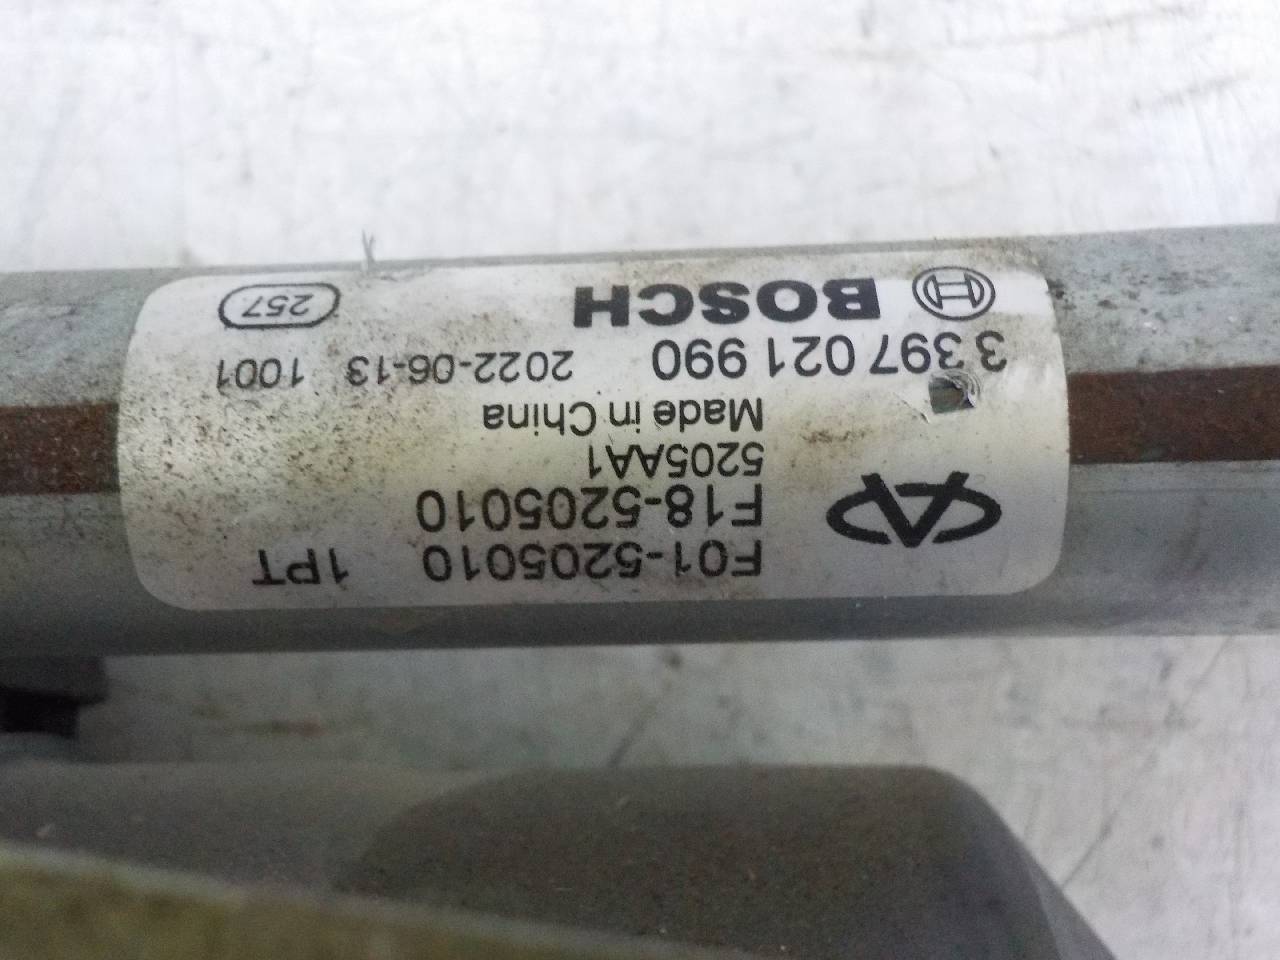 F01-5205010 1PT
F18-5205010
5205AA1
Made in China
3 397 021 990 2022-06-13 1001
BOSCH 257